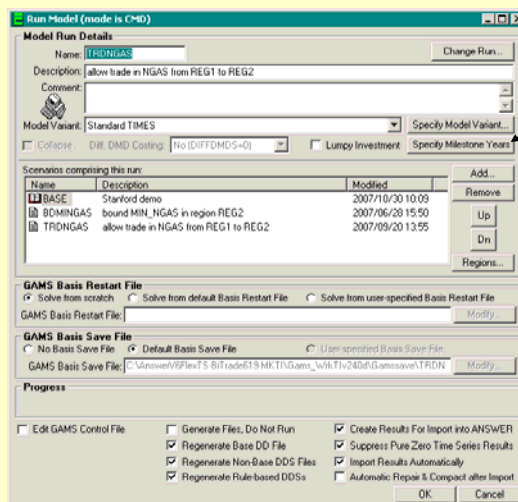 Run Model (mode is CMD)
Model Run Details
Name: TRDNGAS
Change Run...
Description: allow trade in NGAS from REG1 to REG2
Comment:
Model Variant: Standard TIMES
Specify Model Variant...
Collapse Diff. DMD Costing: No (DIFFDMDS=0) Lumpy Investment Specify Milestone Years
Scenarios comprising this run:
Name Description Modified
BASE Stanford demo 2007/10/30 10:09
BDMINGAS bound MIN_NGAS in region REG2 2007/06/28 15:50
TRDNGAS allow trade in NGAS from REG1 to REG2 2007/09/20 13:55
Add...
Remove
Up
Dn
Regions...
GAMS Basis Restart File
Solve from scratch Solve from default Basis Restart File Solve from user-specified Basis Restart File
GAMS Basis Restart File: Modify...
GAMS Basis Save File
No Basis Save File Default Basis Save File User-specified Basis Save File
GAMS Basis Save File: Modify...
Progress
Edit GAMS Control File
Generate Files, Do Not Run
Regenerate Base DD File
Regenerate Non-Base DDS Files
Regenerate Rule-based DDSs
Create Results For Import into ANSWER
Suppress Pure Zero Time Series Results
Import Results Automatically
Automatic Repair & Compact after Import
OK Cancel